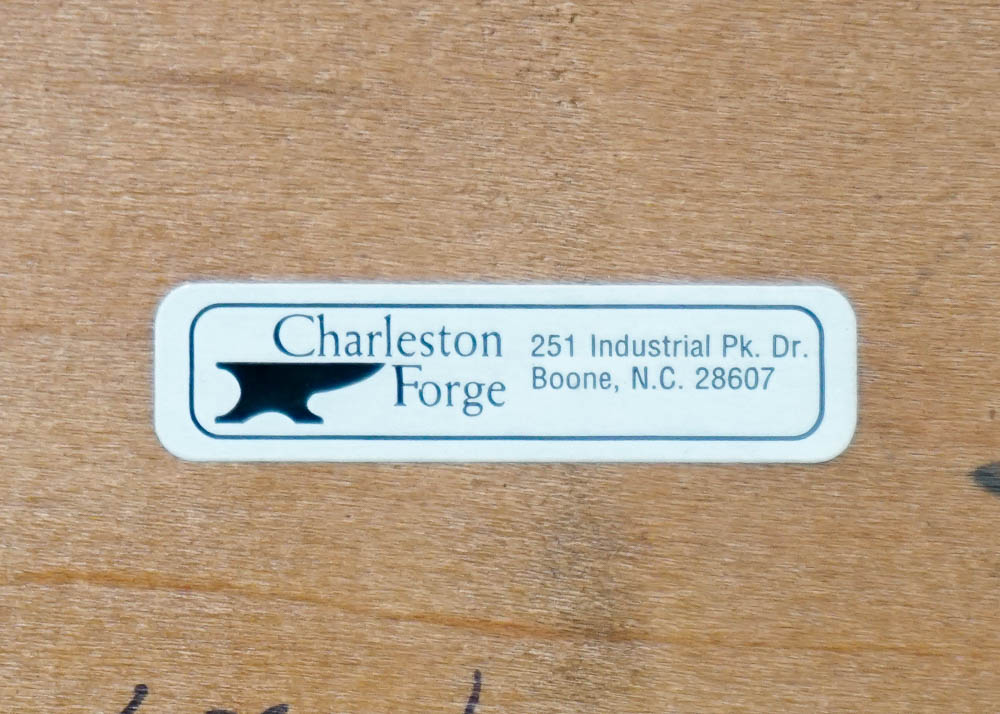 Charleston
Forge
251 Industrial Pk. Dr.
Boone, N.C. 28607